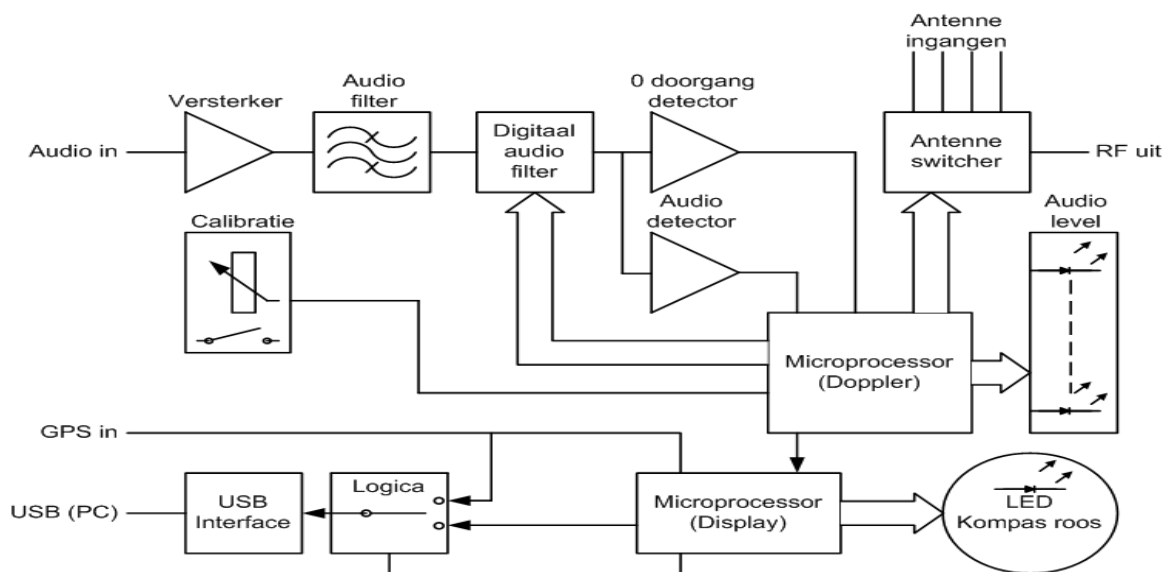 Antenne
ingangen
Audio
filter
0 doorgang
detector
Versterker
Digitaal
audio
filter
Antenne
switcher
Audio in
RF uit
Calibratie
Audio
detector
Audio
level
Microprocessor
(Doppler)
GPS in
Logica
USB (PC)
USB
Interface
Microprocessor
(Display)
LED
Kompas roos